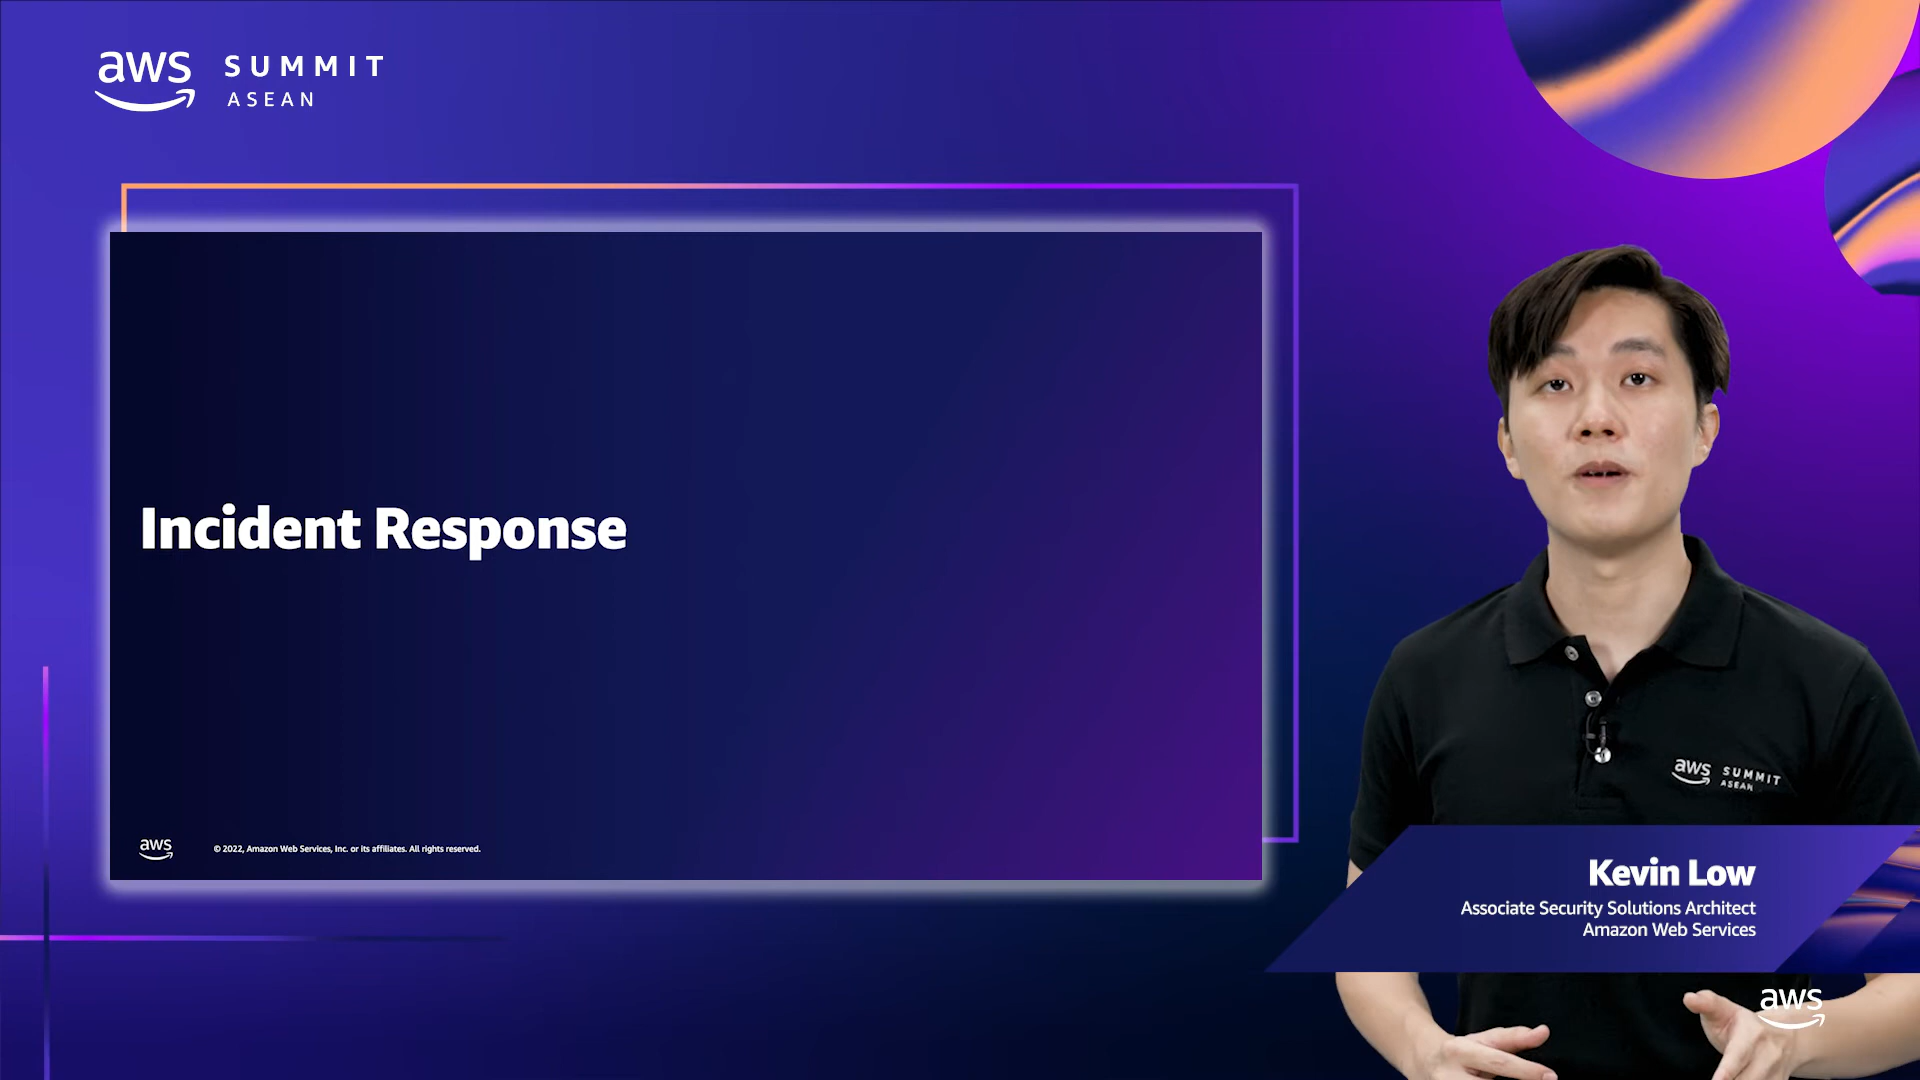 aws SUMMIT
ASEAN
Incident Response
aws © 2022, Amazon Web Services, Inc. or its affiliates. All rights reserved.
aws SUMMIT
ASEAN
Kevin Low
Associate Security Solutions Architect
Amazon Web Services
aws